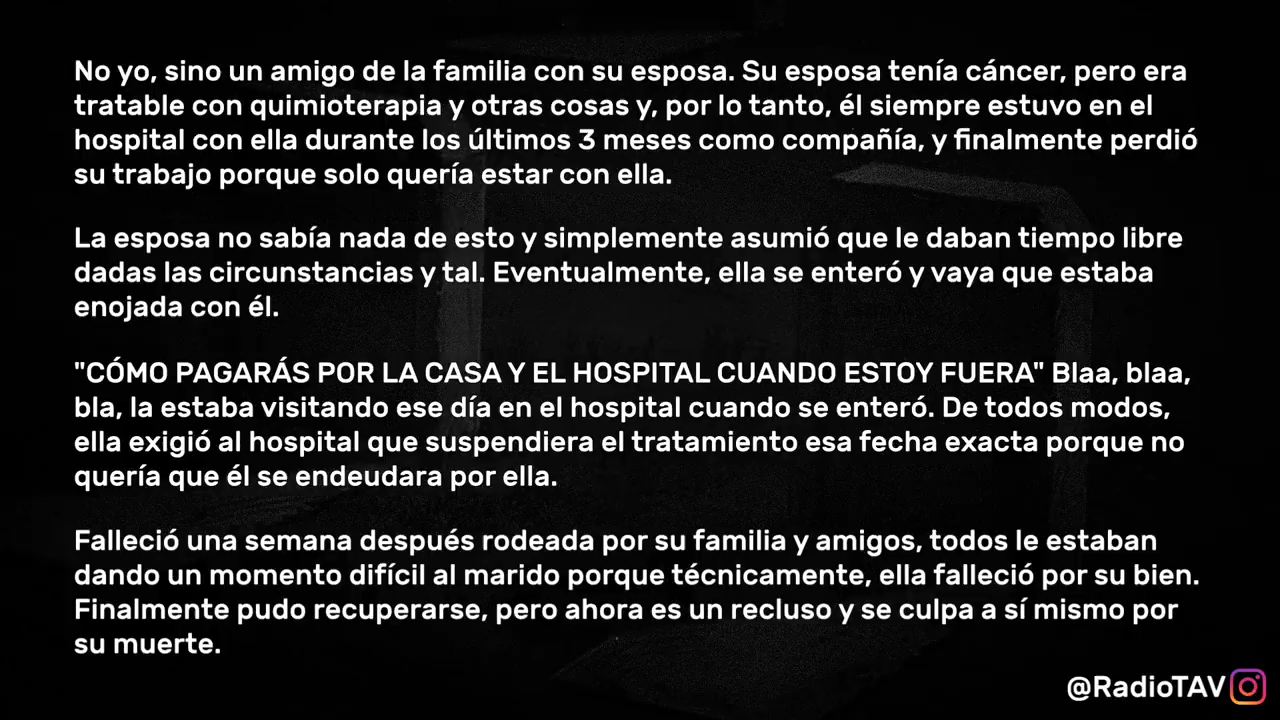 No yo, sino un amigo de la familia con su esposa. Su esposa tenía cáncer, pero era
tratable con quimioterapia y otras cosas y, por lo tanto, él siempre estuvo en el
hospital con ella durante los últimos 3 meses como compañía, y finalmente perdió
su trabajo porque solo quería estar con ella.
La esposa no sabía nada de esto y simplemente asumió que le daban tiempo libre
dadas las circunstancias y tal. Eventualmente, ella se enteró y vaya que estaba
enojada con él.
"CÓMO PAGARÁS POR LA CASA Y EL HOSPITAL CUANDO ESTOY FUERA" Blaa, blaa,
bla, la estaba visitando ese día en el hospital cuando se enteró. De todos modos,
ella exigió al hospital que suspendiera el tratamiento esa fecha exacta porque no
quería que él se endeudara por ella.
Falleció una semana después rodeada por su familia y amigos, todos le estaban
dando un momento difícil al marido porque técnicamente, ella falleció por su bien.
Finalmente pudo recuperarse, pero ahora es un recluso y se culpa a sí mismo por
su muerte.
@RadioTAV